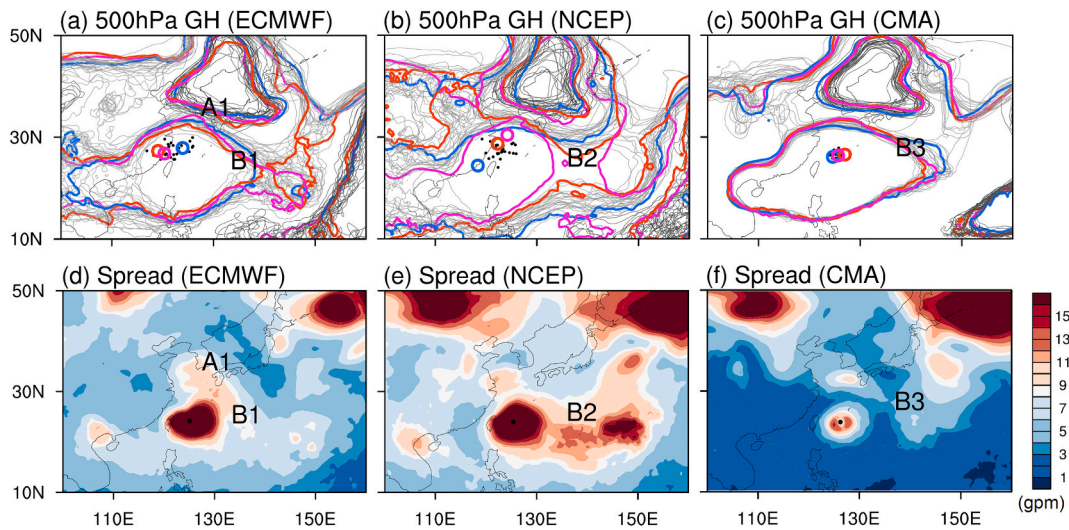 (a) 500hPa GH (ECMWF)
(b) 500hPa GH (NCEP)
(c) 500hPa GH (CMA)
50N
30N
10N
A1
B1
B2
B3
(d) Spread (ECMWF)
(e) Spread (NCEP)
(f) Spread (CMA)
50N
30N
10N
A1
B1
B2
B3
110E 130E 150E
110E 130E 150E
110E 130E 150E
15
13
11
9
7
5
4
3
1
(gpm)